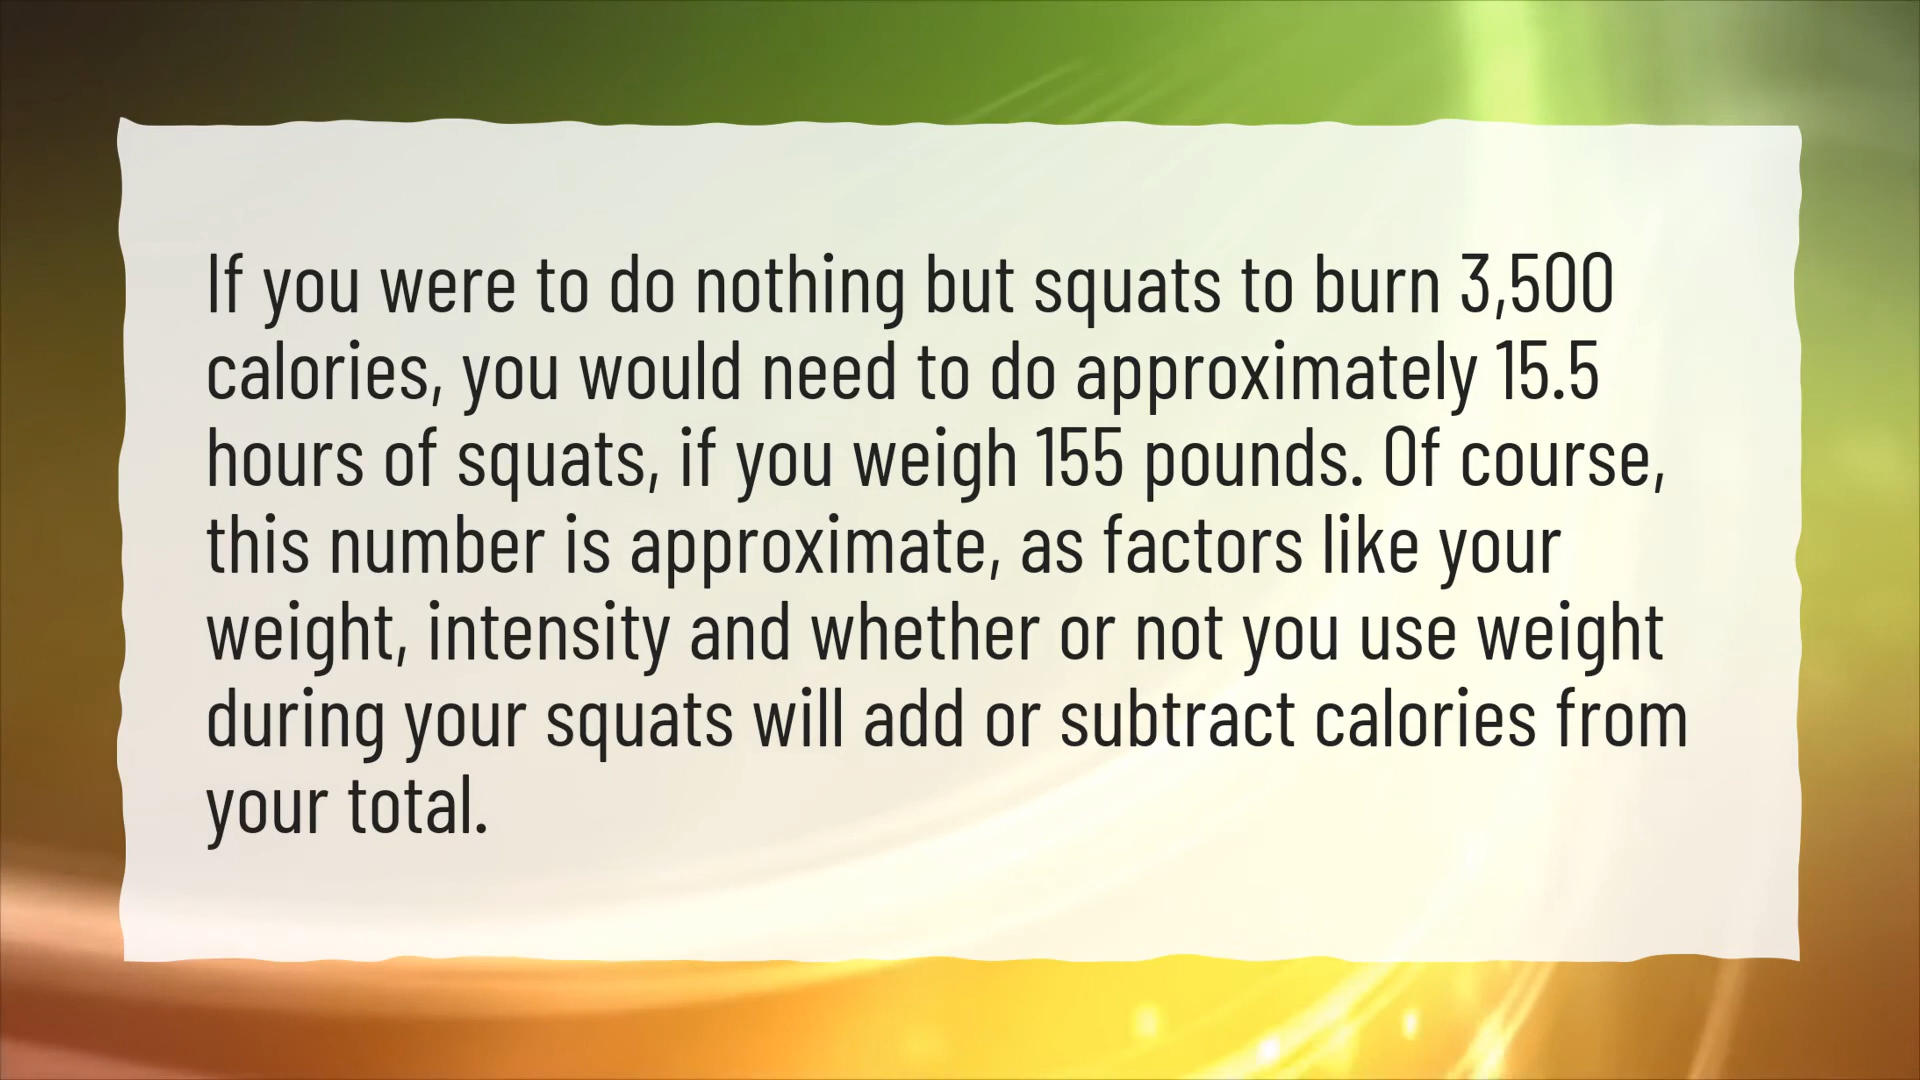 If you were to do nothing but squats to burn 3,500
calories, you would need to do approximately 15.5
hours of squats, if you weigh 155 pounds. Of course,
this number is approximate, as factors like your
weight, intensity and whether or not you use weight
during your squats will add or subtract calories from
your total.